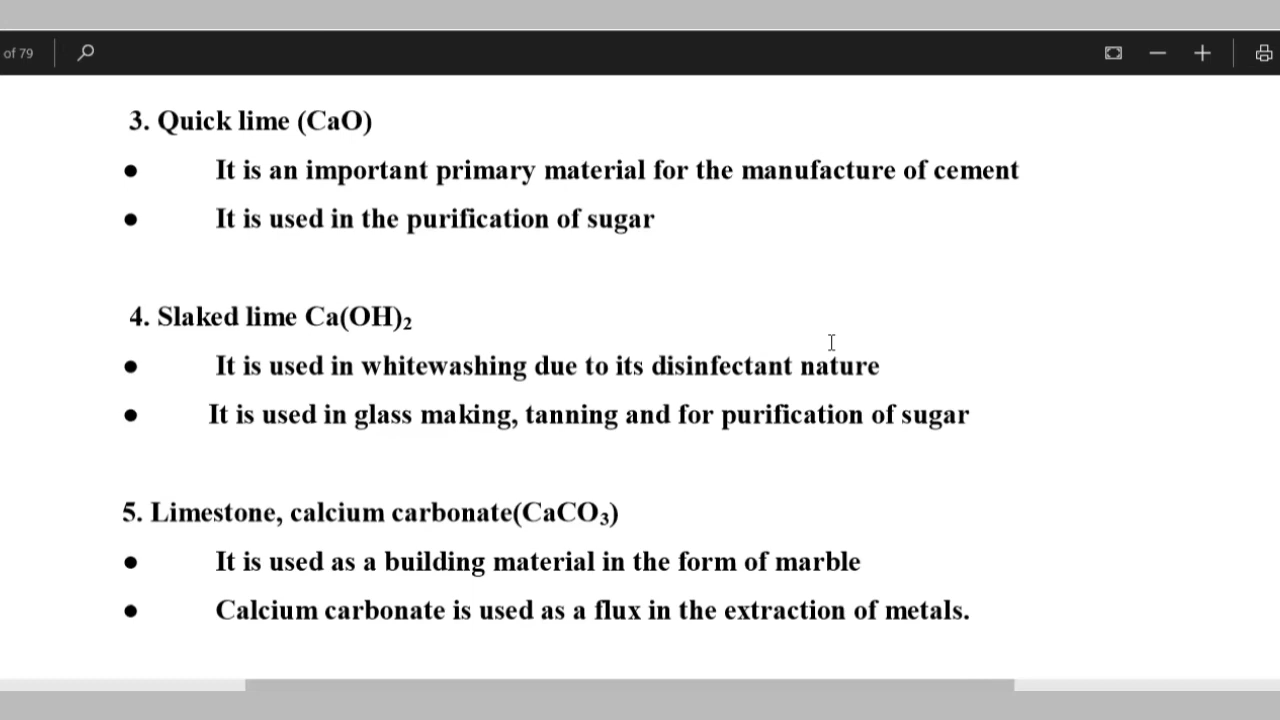 of 79
3. Quick lime (CaO)
● It is an important primary material for the manufacture of cement
● It is used in the purification of sugar
4. Slaked lime Ca(OH)₂
● It is used in whitewashing due to its disinfectant nature
● It is used in glass making, tanning and for purification of sugar
5. Limestone, calcium carbonate(CaCO₃)
● It is used as a building material in the form of marble
● Calcium carbonate is used as a flux in the extraction of metals.